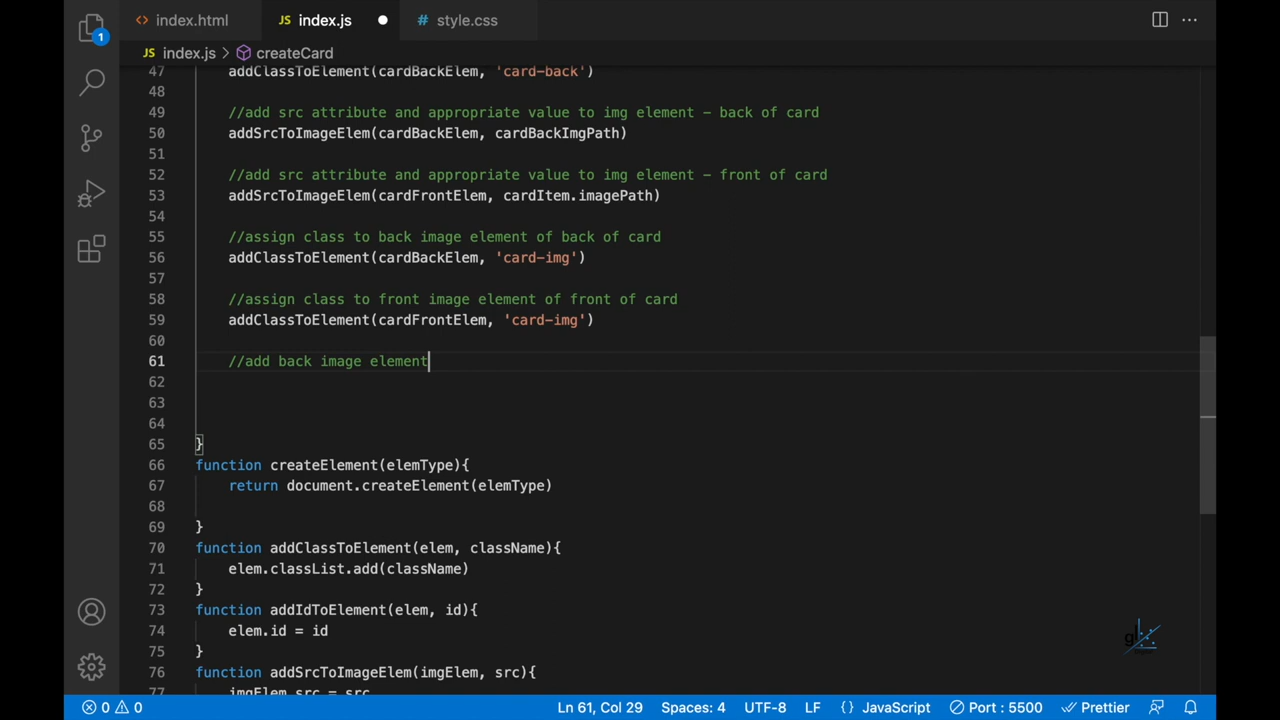 index.html
JS index.js
# style.css
1
JS index.js > createCard
47 addClassToElement(cardBackElem, 'card-back')
48
49 //add src attribute and appropriate value to img element - back of card
50 addSrcToImageElem(cardBackElem, cardBackImgPath)
51
52 //add src attribute and appropriate value to img element - front of card
53 addSrcToImageElem(cardFrontElem, cardItem.imagePath)
54
55 //assign class to back image element of back of card
56 addClassToElement(cardBackElem, 'card-img')
57
58 //assign class to front image element of front of card
59 addClassToElement(cardFrontElem, 'card-img')
60
61 //add back image element
62
63
64
65 }
66 function createElement(elemType){
67 return document.createElement(elemType)
68
69 }
70 function addClassToElement(elem, className){
71 elem.classList.add(className)
72 }
73 function addIdToElement(elem, id){
74 elem.id = id
75 }
76 function addSrcToImageElem(imgElem, src){
77 imgElem.src = src
0 0 Ln 61, Col 29 Spaces: 4 UTF-8 LF {} JavaScript Port : 5500 Prettier